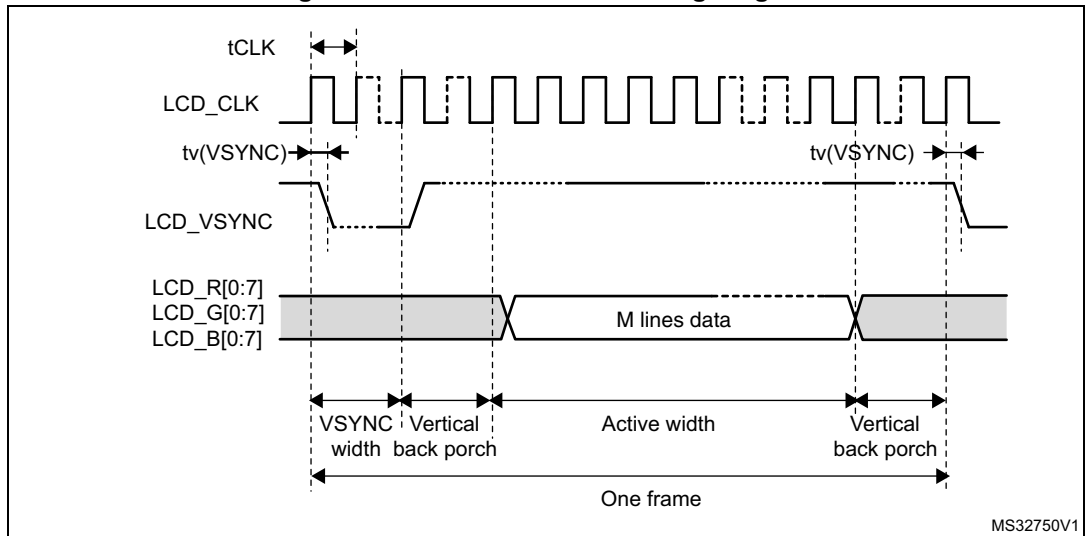 tCLK
LCD_CLK
tv(VSYNC)
tv(VSYNC)
LCD_VSYNC
LCD_R[0:7]
LCD_G[0:7]
LCD_B[0:7]
M lines data
VSYNC width
Vertical back porch
Active width
Vertical back porch
One frame
MS32750V1